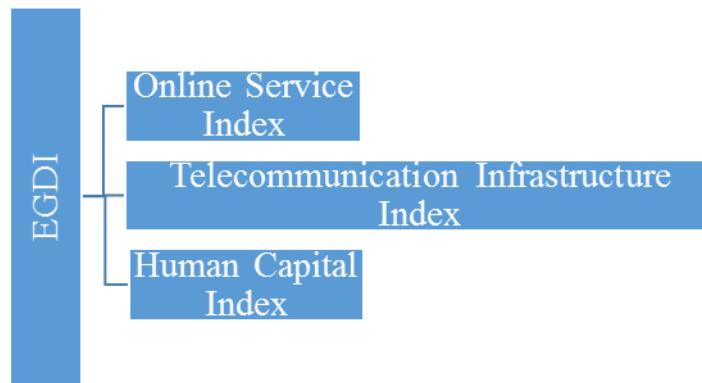 EGDI
Online Service
Index
Telecommunication Infrastructure
Index
Human Capital
Index